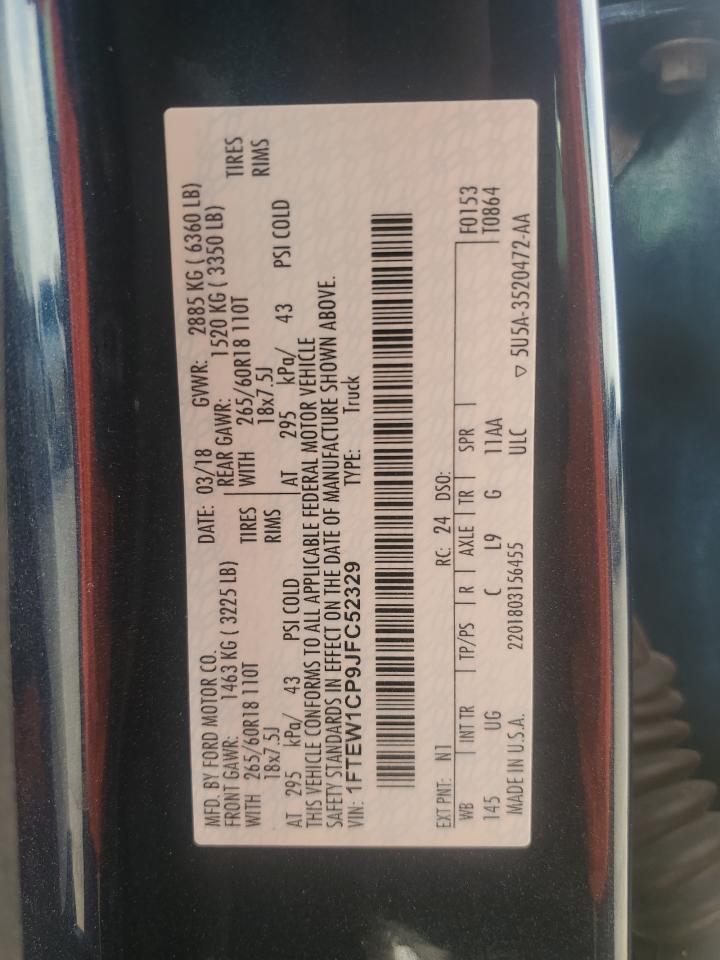 MFD. BY FORD MOTOR CO.
DATE: 03/18 GVWR: 2885 KG ( 6360 LB)
FRONT GAWR: 1463 KG ( 3225 LB) REAR GAWR: 1520 KG ( 3350 LB)
WITH 265/60R18 110T TIRES WITH 265/60R18 110T TIRES
18x7.5J RIMS 18x7.5J RIMS
AT 295 kPa/ 43 PSI COLD AT 295 kPa/ 43 PSI COLD
THIS VEHICLE CONFORMS TO ALL APPLICABLE FEDERAL MOTOR VEHICLE
SAFETY STANDARDS IN EFFECT ON THE DATE OF MANUFACTURE SHOWN ABOVE.
VIN: 1FTEW1CP9JFC52329 TYPE: Truck
EXT PNT: N1 RC: 24 DSO: F0153
WB INT TR TP/PS R AXLE TR SPR T0864
145 UG C L9 G 11AA
MADE IN U.S.A. 2201803156455 ULC ▽ 5U5A-3520472-AA